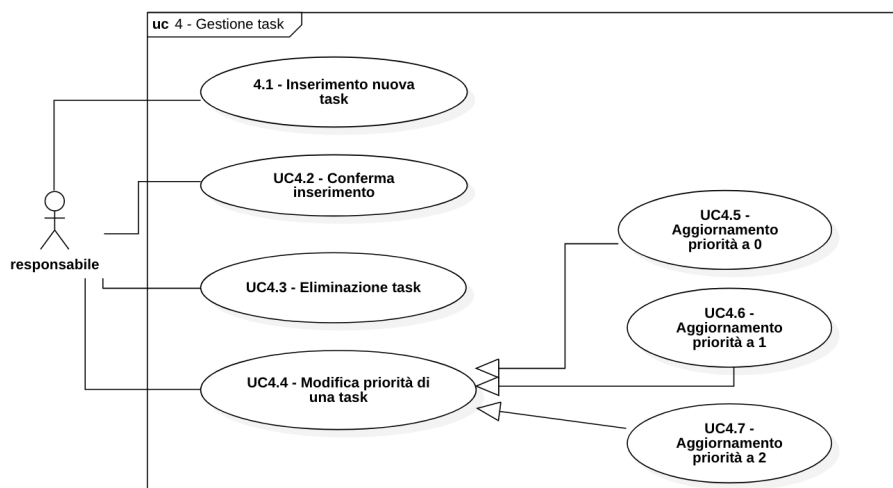 uc 4 - Gestione task
4.1 - Inserimento nuova
task
UC4.2 - Conferma
inserimento
responsabile
UC4.3 - Eliminazione task
UC4.4 - Modifica priorità di
una task
UC4.5 -
Aggiornamento
priorità a 0
UC4.6 -
Aggiornamento
priorità a 1
UC4.7 -
Aggiornamento
priorità a 2